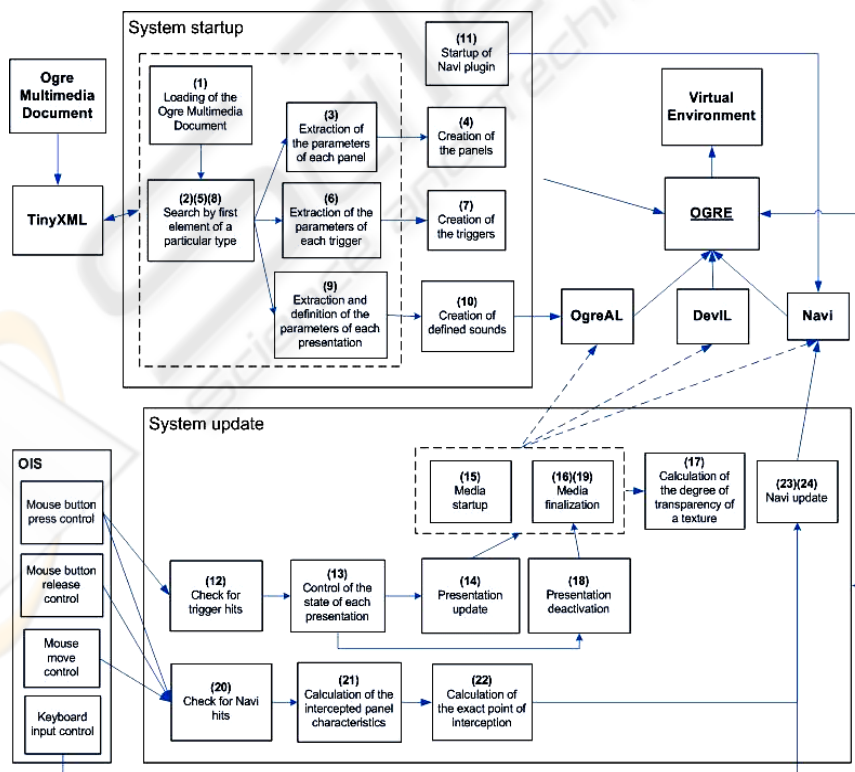 System startup
Ogre
Multimedia
Document
TinyXML
(1)
Loading of the
Ogre Multimedia
Document
(2)(5)(8)
Search by first
element of a
particular type
(3)
Extraction of
the parameters
of each panel
(4)
Creation
of the panels
(6)
Extraction of the
parameters of
each trigger
(7)
Creation of
the triggers
(9)
Extraction and
definition of the
parameters of each
presentation
(10)
Creation of
defined sounds
(11)
Startup of
Navi plugin
Virtual
Environment
OGRE
OgreAL
DevIL
Navi
System update
OIS
Mouse button
press control
Mouse button
release control
Mouse
move
control
Keyboard
input control
(15)
Media
startup
(16)(19)
Media
finalization
(17)
Calculation of
the degree of
transparency of
a texture
(23)(24)
Navi update
(12)
Check for
trigger hits
(13)
Control of the
state of each
presentation
(14)
Presentation
update
(18)
Presentation
deactivation
(20)
Check for Navi
hits
(21)
Calculation of the
intercepted panel
characteristics
(22)
Calculation of
the exact point of
interception